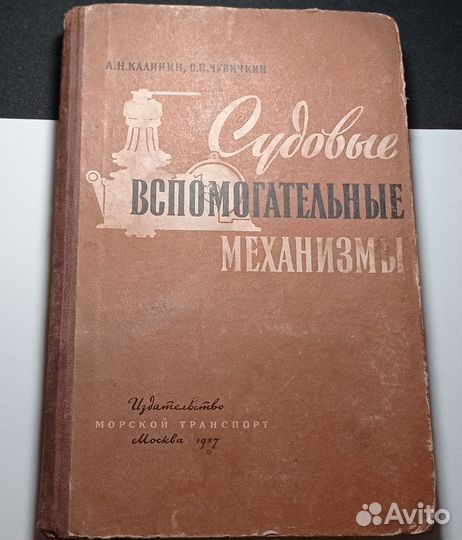 А.Н.КАЛИНИН, С.П.ЧУВИЧКИН
Судовые
ВСПОМОГАТЕЛЬНЫЕ
МЕХАНИЗМЫ
Издательство
МОРСКОЙ ТРАНСПОРТ
Москва · 1957
Avito